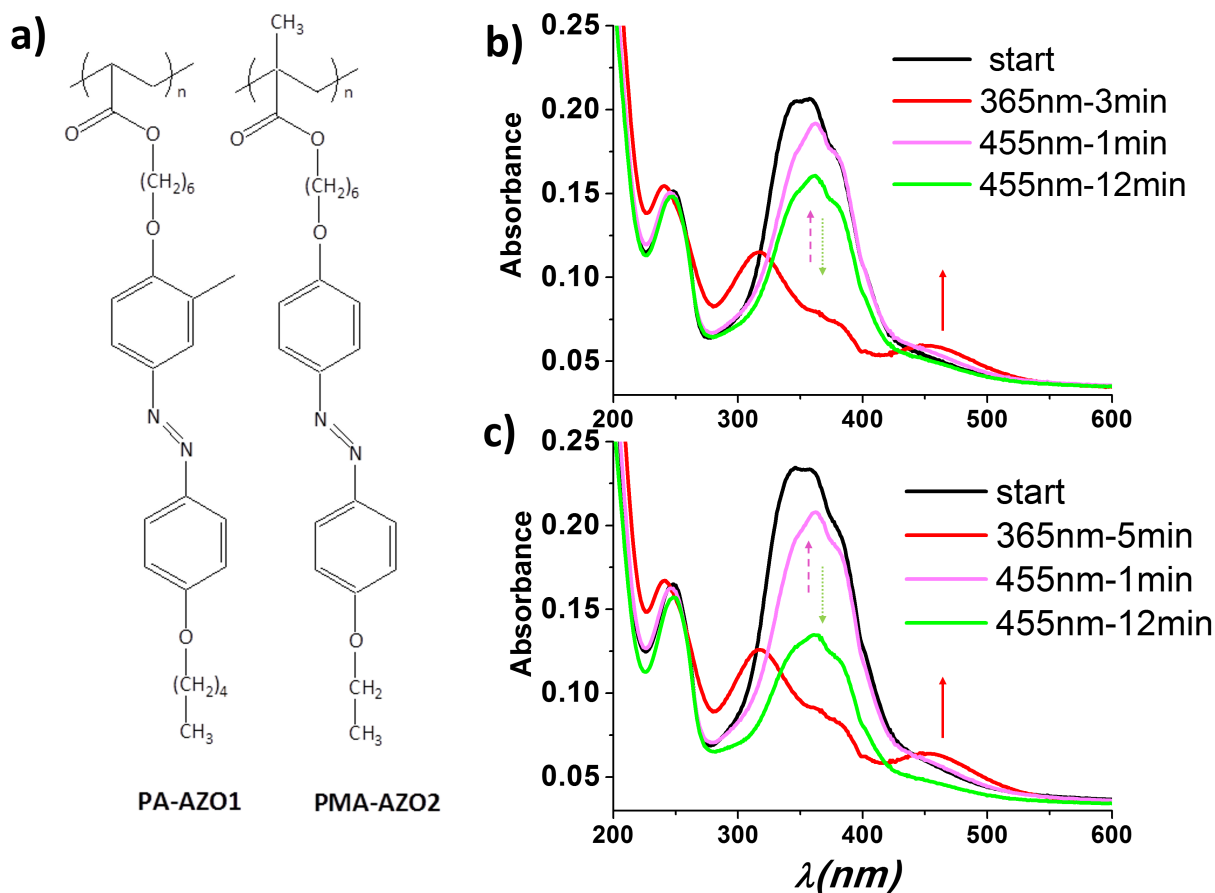 a)
CH3
n
n
O
O
O
O
(CH2)6
(CH2)6
O
O
N
N
N
N
O
O
(CH2)4
CH2
CH3
CH3
PA-AZO1
PMA-AZO2
b)
0.25
0.20
0.15
0.10
0.05
Absorbance
start
365nm-3min
455nm-1min
455nm-12min
200
300
400
500
600
c)
0.25
0.20
0.15
0.10
0.05
Absorbance
start
365nm-5min
455nm-1min
455nm-12min
200
300
400
500
600
λ(nm)